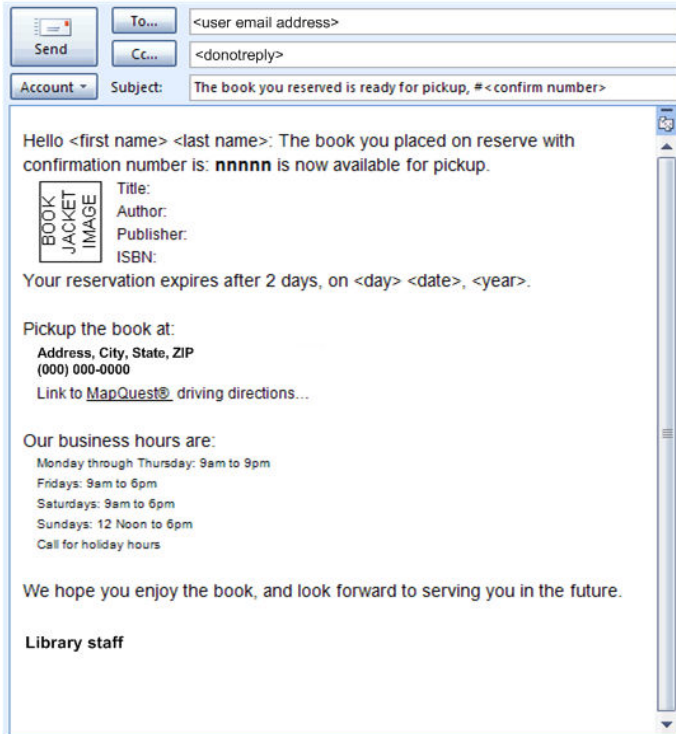 Send
To...
<user email address>
Cc...
<donotreply>
Account
Subject:
The book you reserved is ready for pickup, #<confirm number>
Hello <first name> <last name>: The book you placed on reserve with
confirmation number is: nnnnn is now available for pickup.
BOOK
JACKET
IMAGE
Title:
Author:
Publisher:
ISBN:
Your reservation expires after 2 days, on <day> <date>, <year>.
Pickup the book at:
Address, City, State, ZIP
(000) 000-0000
Link to MapQuest® driving directions...
Our business hours are:
Monday through Thursday: 9am to 9pm
Fridays: 9am to 6pm
Saturdays: 9am to 6pm
Sundays: 12 Noon to 6pm
Call for holiday hours
We hope you enjoy the book, and look forward to serving you in the future.
Library staff